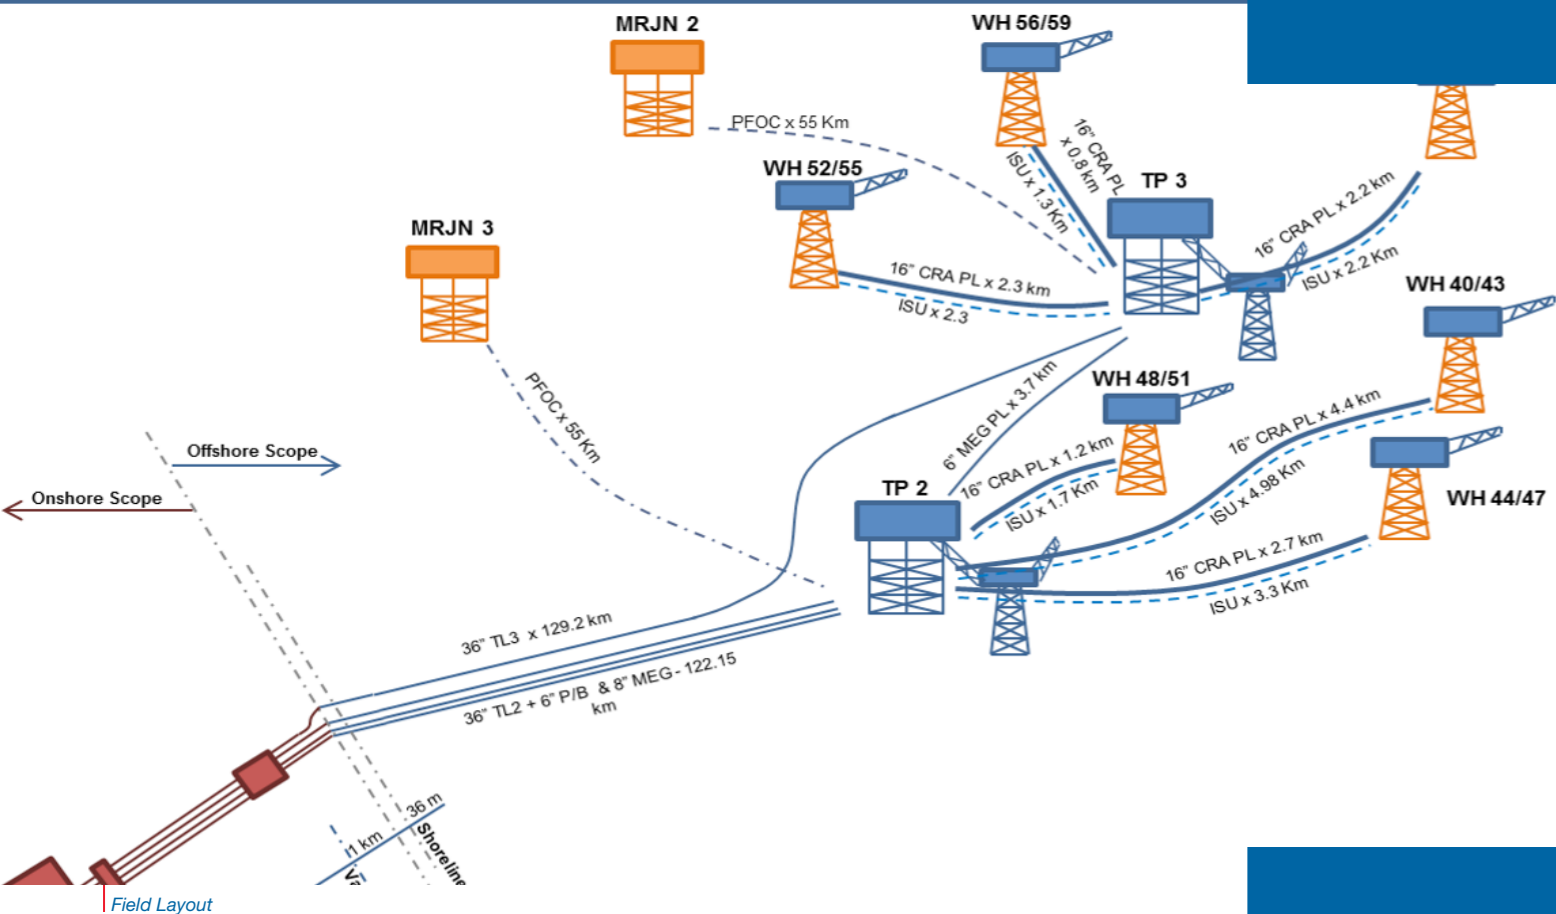 MRJN 2
WH 56/59
PFOC x 55 Km
16” CRA PL
x 0.8 km
ISU x 1.3 Km
WH 52/55
TP 3
16” CRA PL x 2.2 km
ISU x 2.2 Km
MRJN 3
16” CRA PL x 2.3 km
ISU x 2.3
WH 40/43
PFOC x 55 Km
6” MEG PL x 3.7 km
WH 48/51
16” CRA PL x 4.4 km
Offshore Scope
16” CRA PL x 1.2 km
ISU x 1.7 Km
ISU x 4.98 Km
Onshore Scope
TP 2
WH 44/47
16” CRA PL x 2.7 km
ISU x 3.3 Km
36” TL3 x 129.2 km
36” TL2 + 6” P/B & 8” MEG - 122.15
km
36 m
1 km
Shoreline
Field Layout